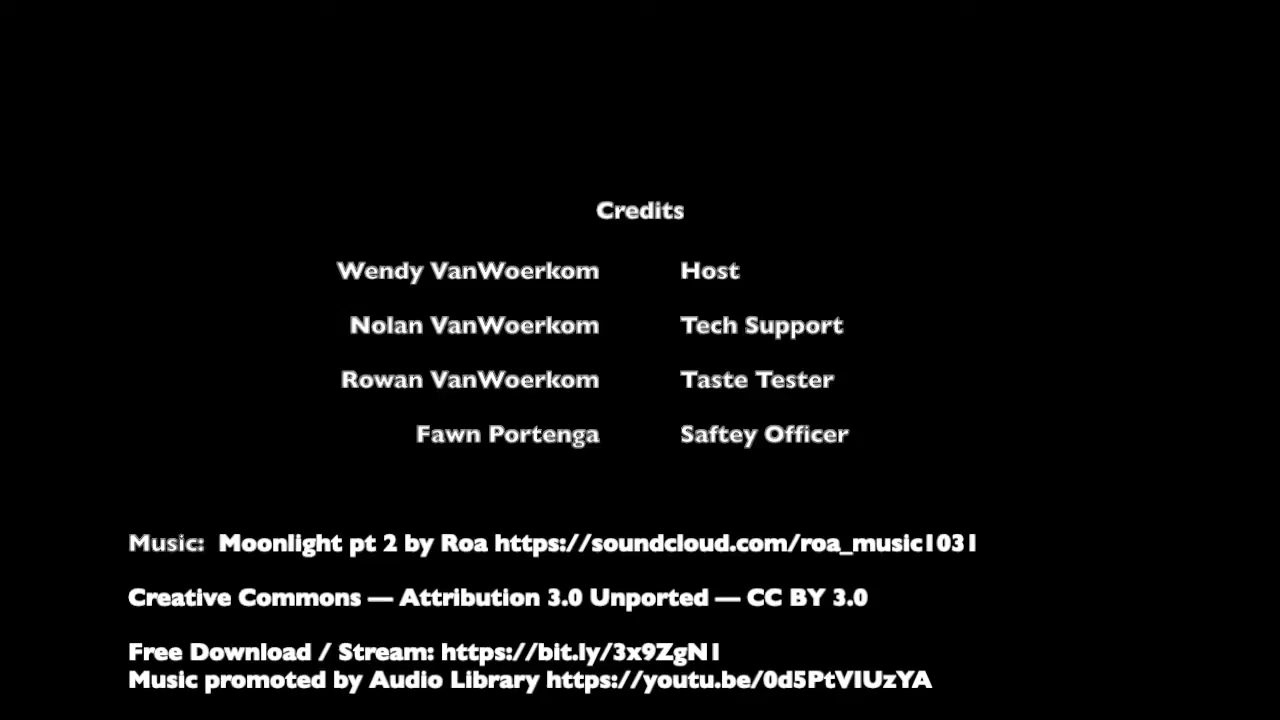 Credits
Wendy VanWoerkom Host
Nolan VanWoerkom Tech Support
Rowan VanWoerkom Taste Tester
Fawn Portenga Saftey Officer
Music: Moonlight pt 2 by Roa https://soundcloud.com/roa_music1031
Creative Commons — Attribution 3.0 Unported — CC BY 3.0
Free Download / Stream: https://bit.ly/3x9ZgN1
Music promoted by Audio Library https://youtu.be/0d5PtVIUzYA